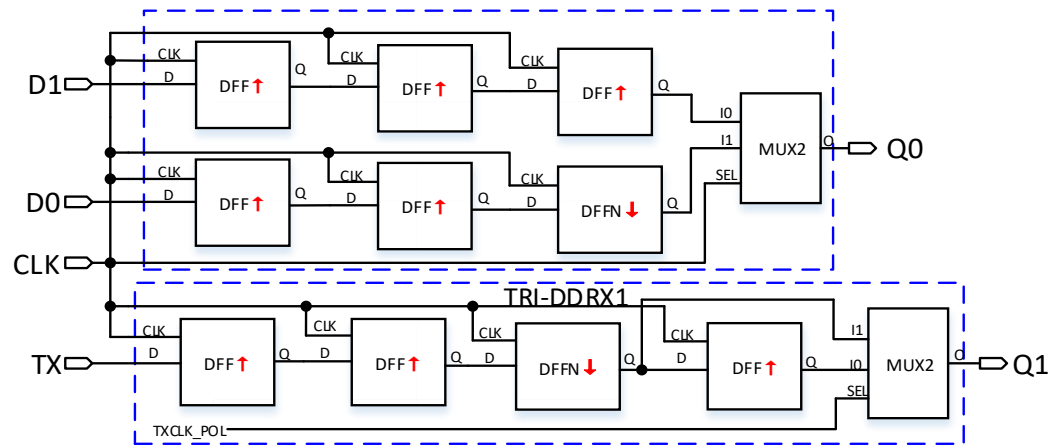 CLK
CLK
CLK
D1
D
DFF
Q
D
DFF
Q
D
DFF
Q
I0
I1
SEL
MUX2
O
Q0
CLK
CLK
CLK
D0
D
DFF
Q
D
DFF
Q
D
DFFN
Q
CLK
TRI-DDRX1
CLK
CLK
CLK
CLK
TX
D
DFF
Q
D
DFF
Q
D
DFFN
Q
D
DFF
Q
I1
I0
SEL
MUX2
O
Q1
TXCLK_POL